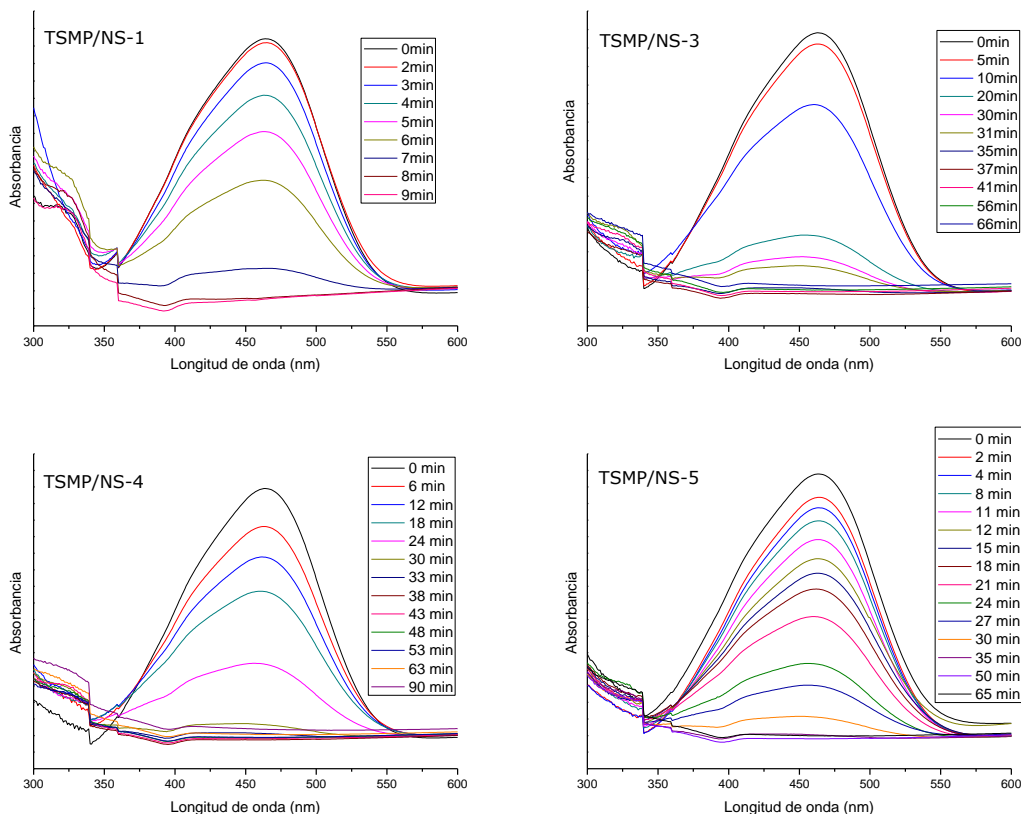 TSMP/NS-1
0min
2min
3min
4min
5min
6min
7min
8min
9min
Absorbancia
300 350 400 450 500 550 600
Longitud de onda (nm)
TSMP/NS-3
0min
5min
10min
20min
30min
31min
35min
37min
41min
56min
66min
Absorbancia
300 350 400 450 500 550 600
Longitud de onda (nm)
TSMP/NS-4
0 min
6 min
12 min
18 min
24 min
30 min
33 min
38 min
43 min
48 min
53 min
63 min
90 min
Absorbancia
300 350 400 450 500 550 600
Longitud de onda (nm)
TSMP/NS-5
0 min
2 min
4 min
8 min
11 min
12 min
15 min
18 min
21 min
24 min
27 min
30 min
35 min
50 min
65 min
Absorbancia
300 350 400 450 500 550 600
Longitud de onda (nm)